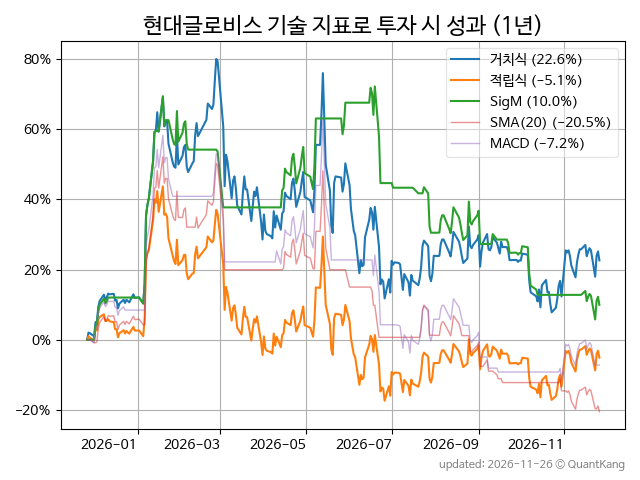 현대글로비스 기술 지표로 투자 시 성과 (1년)
거치식 (22.6%)
적립식 (−5.1%)
SigM (10.0%)
SMA(20) (−20.5%)
MACD (−7.2%)
80%
60%
40%
20%
0%
−20%
2026-01 2026-03 2026-05 2026-07 2026-09 2026-11
updated: 2026-11-26 © QuantKang